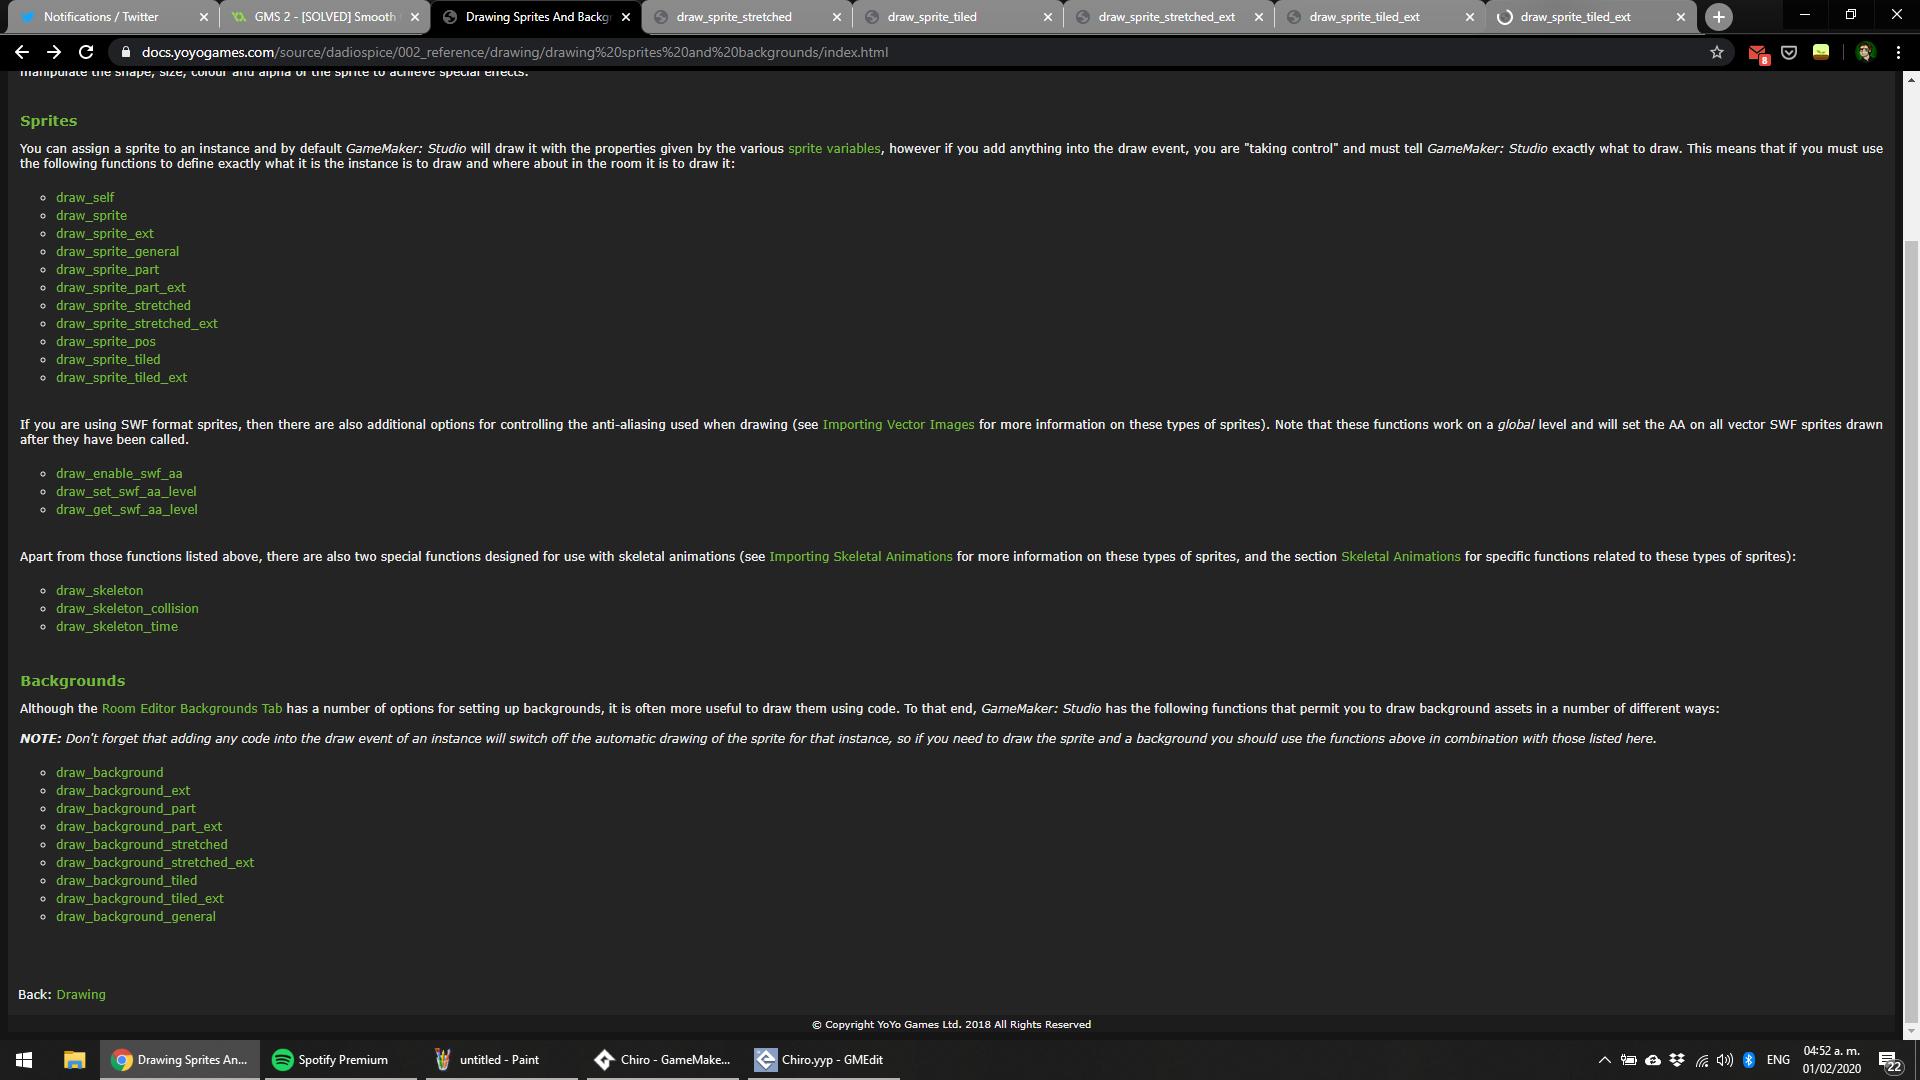 Notifications / Twitter
GMS 2 - [SOLVED] Smooth
Drawing Sprites And Backg
draw_sprite_stretched
draw_sprite_tiled
draw_sprite_stretched_ext
draw_sprite_tiled_ext
draw_sprite_tiled_ext
docs.yoyogames.com/source/dadiospice/002_reference/drawing/drawing%20sprites%20and%20backgrounds/index.html
8
manipulate the shape, size, colour and alpha of the sprite to achieve special effects.
Sprites
You can assign a sprite to an instance and by default GameMaker: Studio will draw it with the properties given by the various sprite variables, however if you add anything into the draw event, you are "taking control" and must tell GameMaker: Studio exactly what to draw. This means that if you must use
the following functions to define exactly what it is the instance is to draw and where about in the room it is to draw it:
draw_self
draw_sprite
draw_sprite_ext
draw_sprite_general
draw_sprite_part
draw_sprite_part_ext
draw_sprite_stretched
draw_sprite_stretched_ext
draw_sprite_pos
draw_sprite_tiled
draw_sprite_tiled_ext
If you are using SWF format sprites, then there are also additional options for controlling the anti-aliasing used when drawing (see Importing Vector Images for more information on these types of sprites). Note that these functions work on a global level and will set the AA on all vector SWF sprites drawn
after they have been called.
draw_enable_swf_aa
draw_set_swf_aa_level
draw_get_swf_aa_level
Apart from those functions listed above, there are also two special functions designed for use with skeletal animations (see Importing Skeletal Animations for more information on these types of sprites, and the section Skeletal Animations for specific functions related to these types of sprites):
draw_skeleton
draw_skeleton_collision
draw_skeleton_time
Backgrounds
Although the Room Editor Backgrounds Tab has a number of options for setting up backgrounds, it is often more useful to draw them using code. To that end, GameMaker: Studio has the following functions that permit you to draw background assets in a number of different ways:
NOTE: Don't forget that adding any code into the draw event of an instance will switch off the automatic drawing of the sprite for that instance, so if you need to draw the sprite and a background you should use the functions above in combination with those listed here.
draw_background
draw_background_ext
draw_background_part
draw_background_part_ext
draw_background_stretched
draw_background_stretched_ext
draw_background_tiled
draw_background_tiled_ext
draw_background_general
Back: Drawing
© Copyright YoYo Games Ltd. 2018 All Rights Reserved
Drawing Sprites An...
Spotify Premium
untitled - Paint
Chiro - GameMake...
Chiro.yyp - GMEdit
ENG
04:52 a. m.
01/02/2020
22